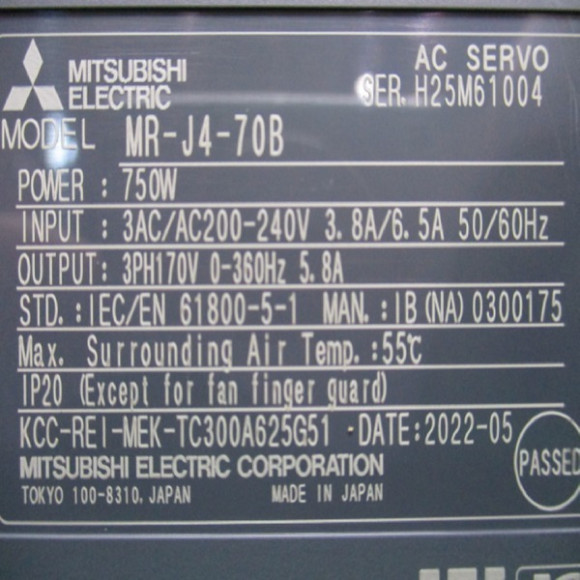 AC SERVO
MITSUBISHI
ELECTRIC
SER. H25M61004
MODEL MR-J4-70B
POWER : 750W
INPUT : 3AC/AC200-240V 3.8A/6.5A 50/60Hz
OUTPUT: 3PH170V 0-360Hz 5.8A
STD. :IEC/EN 61800-5-1 MAN. :IB(NA)0300175
Max. Surrounding Air Temp. :55℃
IP20 (Except for fan finger guard)
KCC-REI-MEK-TC300A625G51 DATE:2022-05
MITSUBISHI ELECTRIC CORPORATION
PASSED
TOKYO 100-8310, JAPAN MADE IN JAPAN